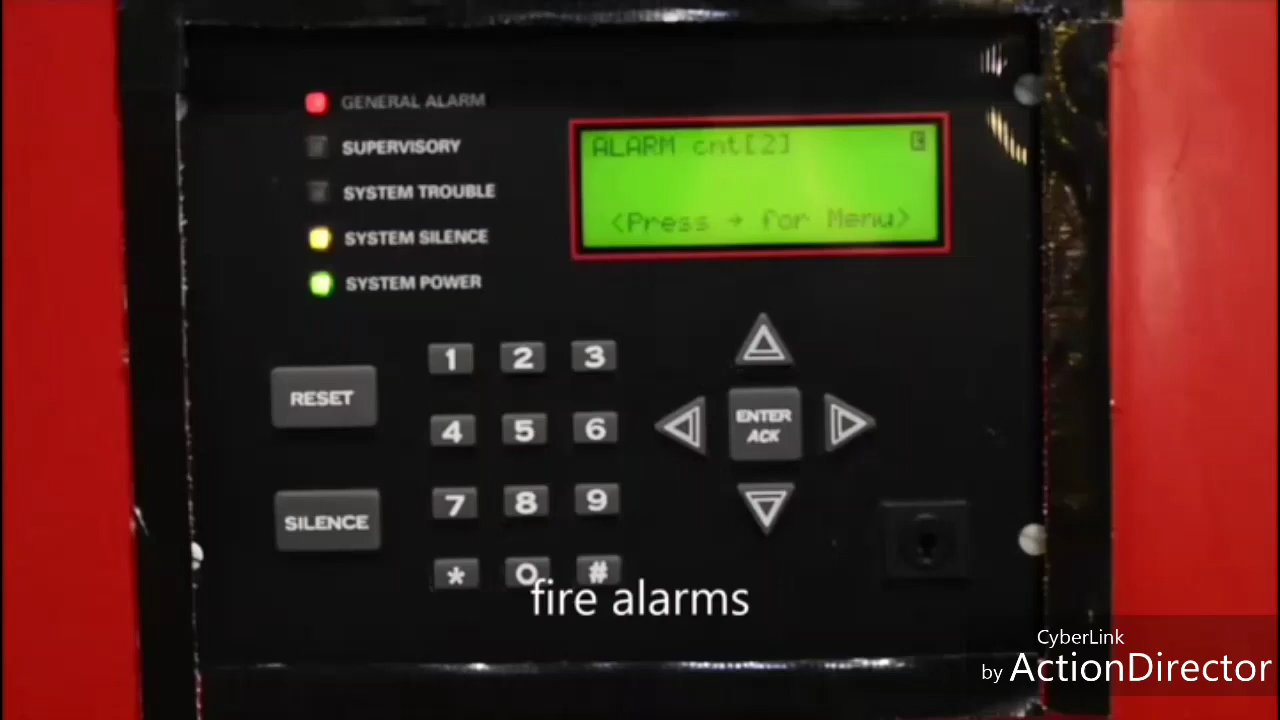 GENERAL ALARM
SUPERVISORY
SYSTEM TROUBLE
SYSTEM SILENCE
SYSTEM POWER
ALARM cnt[2]
<Press → for Menu>
RESET
SILENCE
1 2 3
4 5 6
7 8 9
* 0 #
ENTER
ACK
fire alarms
CyberLink
by ActionDirector